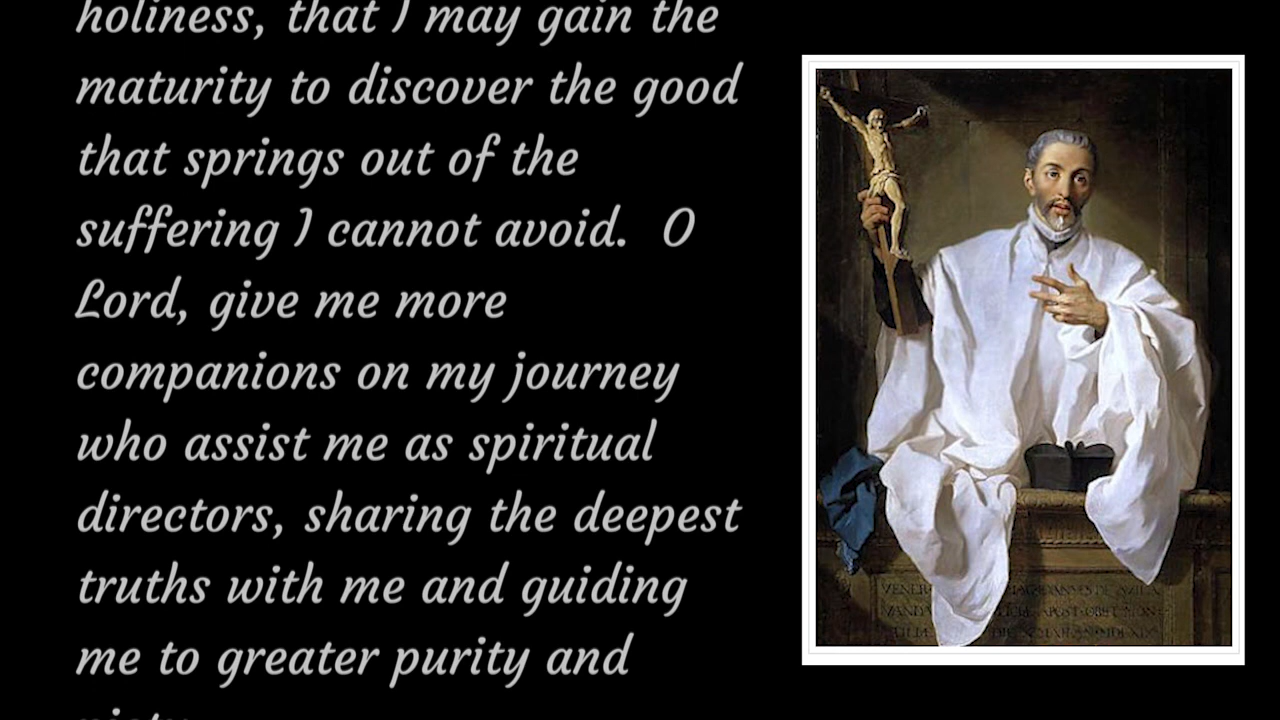 holiness, that I may gain the
maturity to discover the good
that springs out of the
suffering I cannot avoid. O
Lord, give me more
companions on my journey
who assist me as spiritual
directors, sharing the deepest
truths with me and guiding
me to greater purity and